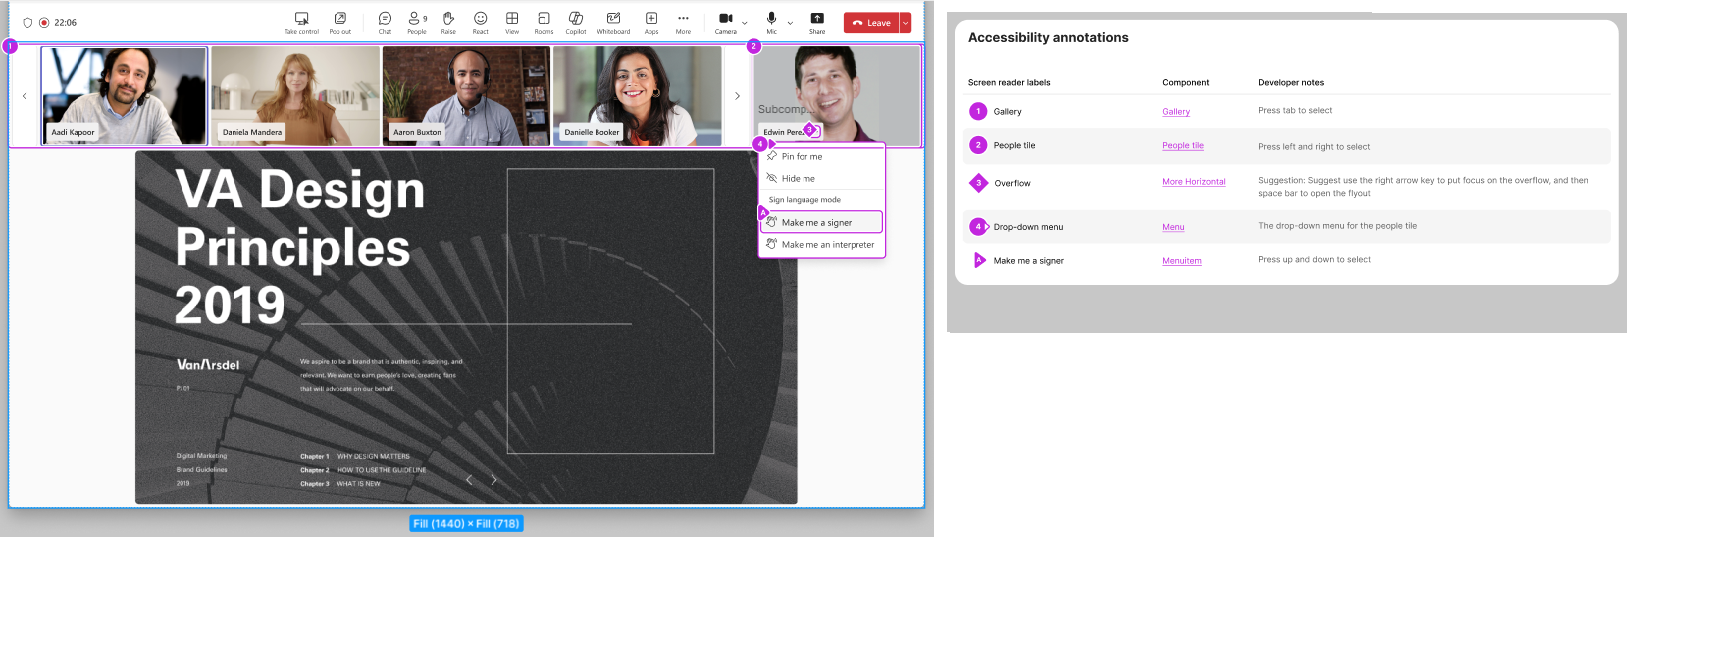 22:06
Take control
Pop out
Chat
9
People
Raise
React
View
Rooms
Copilot
Whiteboard
Apps
More
Camera
Mic
Share
Leave
1
2
Aadi Kapoor
Daniela Mandera
Aaron Buxton
Danielle Booker
Subcomp...
Edwin
3
4
Pin for me
Hide me
Sign language mode
A
Make me a signer
Make me an interpreter
VA Design
Principles
2019
VanArsdel
We aspire to be a brand that is authentic, inspiring, and
relevant. We want to earn people's love, creating fans
that will advocate on our behalf.
Digital Marketing
Brand Guidelines
2019
Chapter 1 WHY DESIGN MATTERS
Chapter 2 HOW TO USE THE GUIDELINE
Chapter 3 WHAT IS NEW
Fill (1440) × Fill (718)
Accessibility annotations
Screen reader labels Component Developer notes
1 Gallery Gallery Press tab to select
2 People tile People tile Press left and right to select
3 Overflow More Horizontal Suggestion: Suggest use the right arrow key to put focus on the overflow, and then
space bar to open the flyout
4 Drop-down menu Menu The drop-down menu for the people tile
A Make me a signer Menuitem Press up and down to select